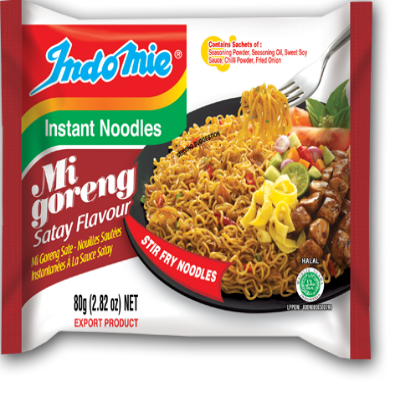 Indomie®
Contains Sachets of :
Seasoning Powder, Seasoning Oil, Sweet Soy
Sauce, Chilli Powder, Fried Onion
Instant Noodles
Mi
goreng
Satay Flavour
Mi Goreng Sate - Nouilles Sautées
Instantanées À La Sauce Satay
STIR FRY NOODLES
80g (2.82 oz) NET
EXPORT PRODUCT
HALAL